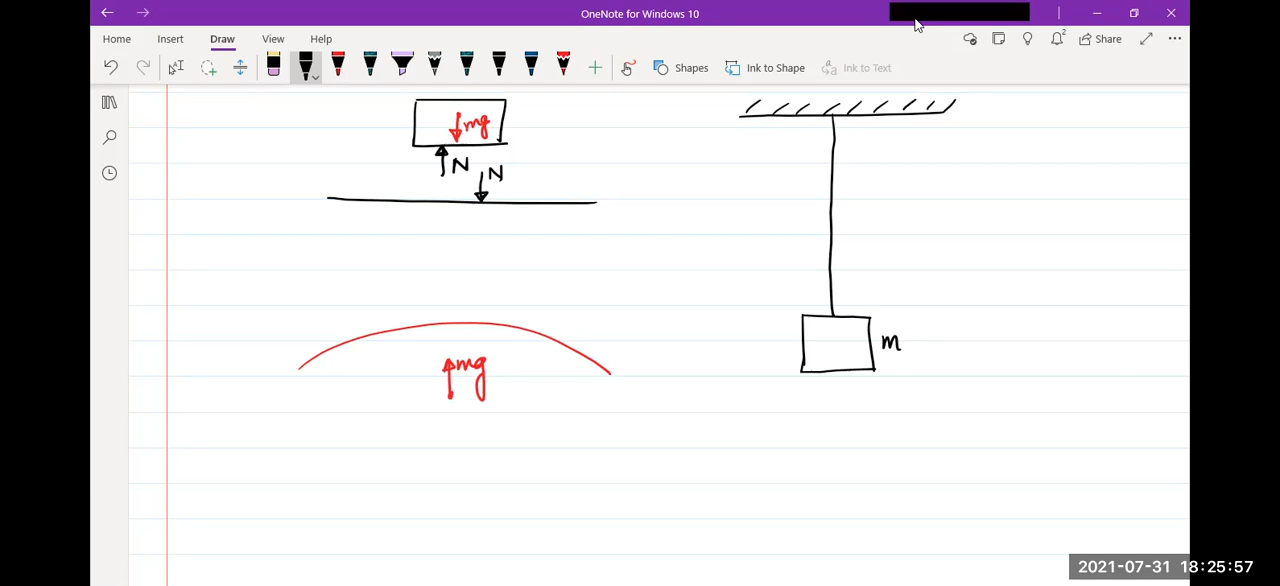 OneNote for Windows 10
Home Insert Draw View Help
Share
Shapes Ink to Shape Ink to Text
2
mg
N
N
mg
m
2021-07-31 18:25:57